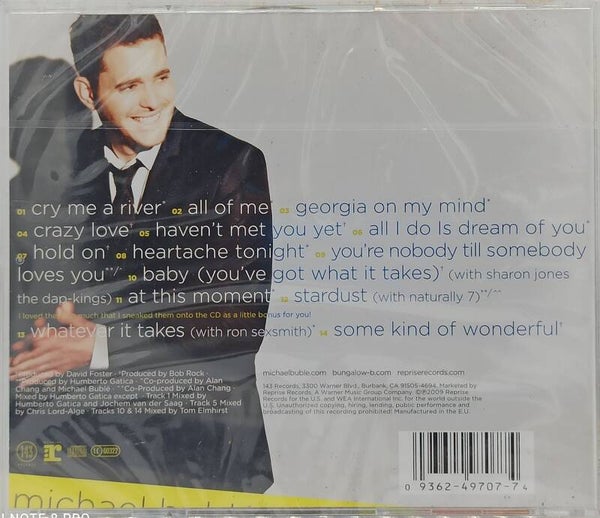 01 cry me a river* 02 all of me* 03 georgia on my mind*
04 crazy love* 05 haven't met you yet† 06 all I do Is dream of you*
07 hold on† 08 heartache tonight* 09 you're nobody till somebody
loves you**/* 10 baby (you've got what it takes)† (with sharon jones
the dap-kings) 11 at this moment* 12 stardust (with naturally 7)**/^^
I loved these so much that I sneaked them onto the CD as a little bonus for you!
13 whatever it takes (with ron sexsmith)* 14 some kind of wonderful†
*Produced by David Foster · †Produced by Bob Rock ·
**Produced by Humberto Gatica · ^Co-produced by Alan
Chang and Michael Bublé · ^^Co-Produced by Alan Chang ·
Mixed by Humberto Gatica except · Track 1 Mixed by
Humberto Gatica and Jochem van der Saag · Track 5 Mixed
by Chris Lord-Alge · Tracks 10 & 14 Mixed by Tom Elmhirst
michaelbuble.com bungalow-b.com repriserecords.com
143 Records, 3300 Warner Blvd., Burbank, CA 91505-4694. Marketed by
Reprise Records, A Warner Music Group Company. ©℗2009 Reprise
Records for the U.S. and WEA International Inc. for the world outside the
U.S. Unauthorized copying, hiring, lending, public performance and
broadcasting of this recording prohibited! Manufactured in the E.U.
143
RECORDS
r
LC 00322
0 9362-49707-7 4
michael
NOTE 8 PRO